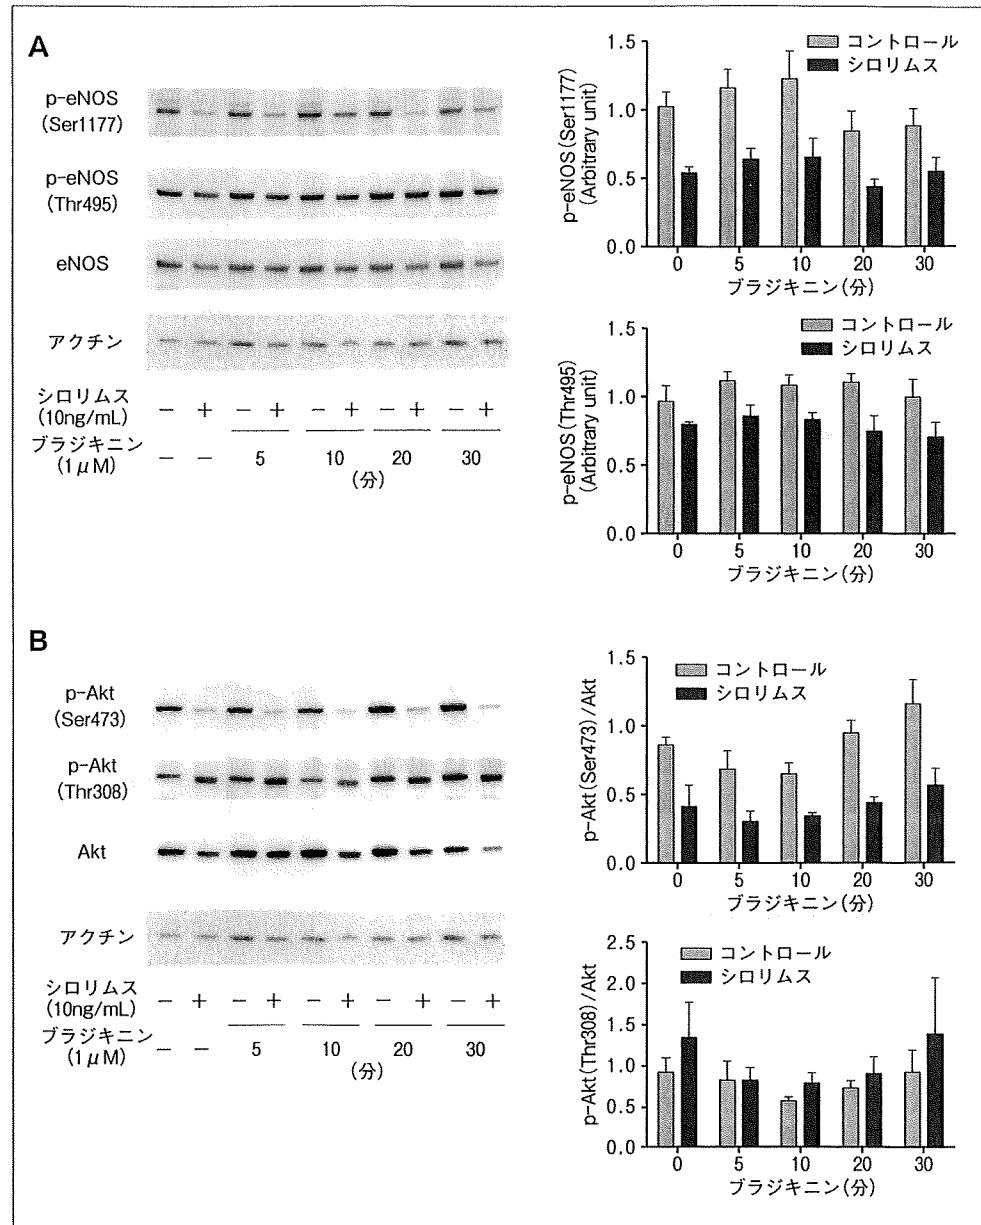 A
p-eNOS
(Ser1177)
p-eNOS
(Thr495)
eNOS
アクチン
シロリムス
(10ng/mL)
− + − + − + − + − +
ブラジキニン
(1μM)
− − 5 10 20 30
(分)
コントロール
シロリムス
p-eNOS(Ser1177)
(Arbitrary unit)
1.5
1.0
0.5
0.0
0 5 10 20 30
ブラジキニン(分)
コントロール
シロリムス
p-eNOS(Thr495)
(Arbitrary unit)
1.5
1.0
0.5
0.0
0 5 10 20 30
ブラジキニン(分)
B
p-Akt
(Ser473)
p-Akt
(Thr308)
Akt
アクチン
シロリムス
(10ng/mL)
− + − + − + − + − +
ブラジキニン
(1μM)
− − 5 10 20 30
(分)
コントロール
シロリムス
p-Akt(Ser473)/Akt
1.5
1.0
0.5
0.0
0 5 10 20 30
ブラジキニン(分)
コントロール
シロリムス
p-Akt(Thr308)/Akt
2.5
2.0
1.5
1.0
0.5
0.0
0 5 10 20 30
ブラジキニン(分)